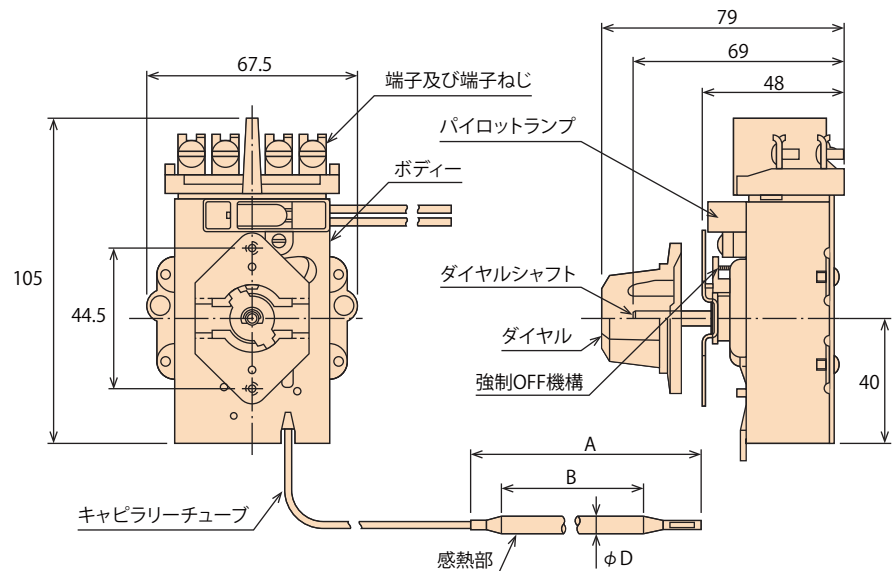 79
69
67.5
48
端子及び端子ねじ
パイロットランプ
ボディー
105
44.5
ダイヤルシャフト
ダイヤル
強制OFF機構
40
A
B
キャピラリーチューブ
感熱部
φD